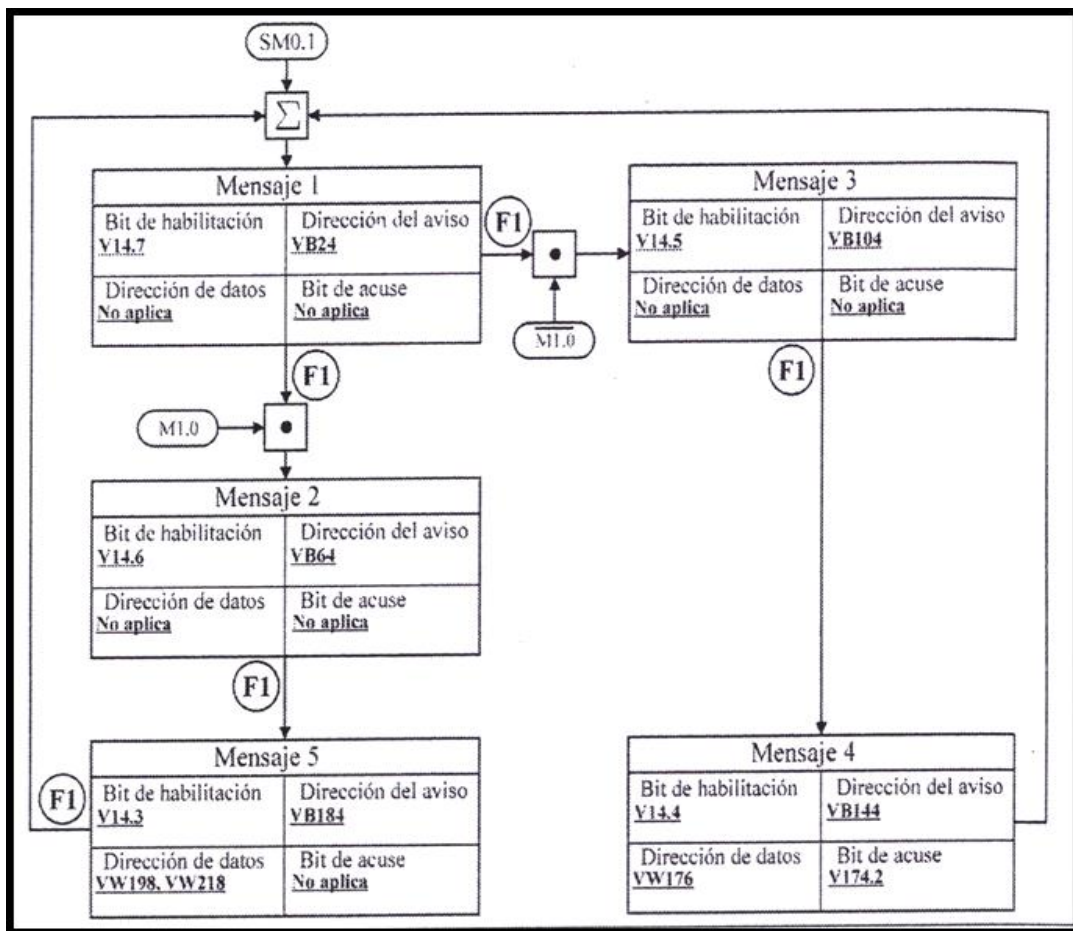 SM0.1
Σ
Mensaje 1
Bit de habilitación
V14.7
Dirección del aviso
VB24
Dirección de datos
No aplica
Bit de acuse
No aplica
F1
M1.0
Mensaje 3
Bit de habilitación
V14.5
Dirección del aviso
VB104
Dirección de datos
No aplica
Bit de acuse
No aplica
F1
M1.0
F1
Mensaje 2
Bit de habilitación
V14.6
Dirección del aviso
VB64
Dirección de datos
No aplica
Bit de acuse
No aplica
F1
Mensaje 5
F1
Bit de habilitación
V14.3
Dirección del aviso
VB184
Dirección de datos
VW198, VW218
Bit de acuse
No aplica
Mensaje 4
Bit de habilitación
V14.4
Dirección del aviso
VB144
Dirección de datos
VW176
Bit de acuse
V174.2